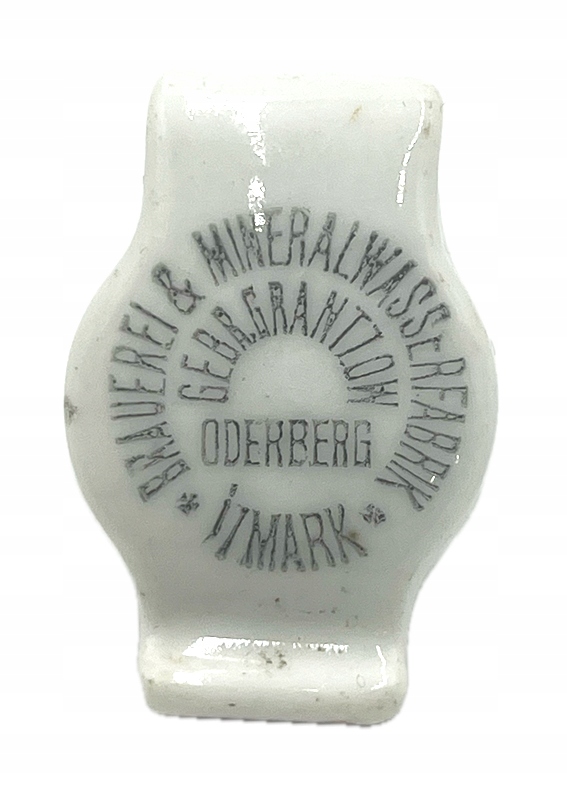 BRAUEREI & MINERALWASSERFABRIK
GEBR. GRANTZOW
ODERBERG
i/MARK